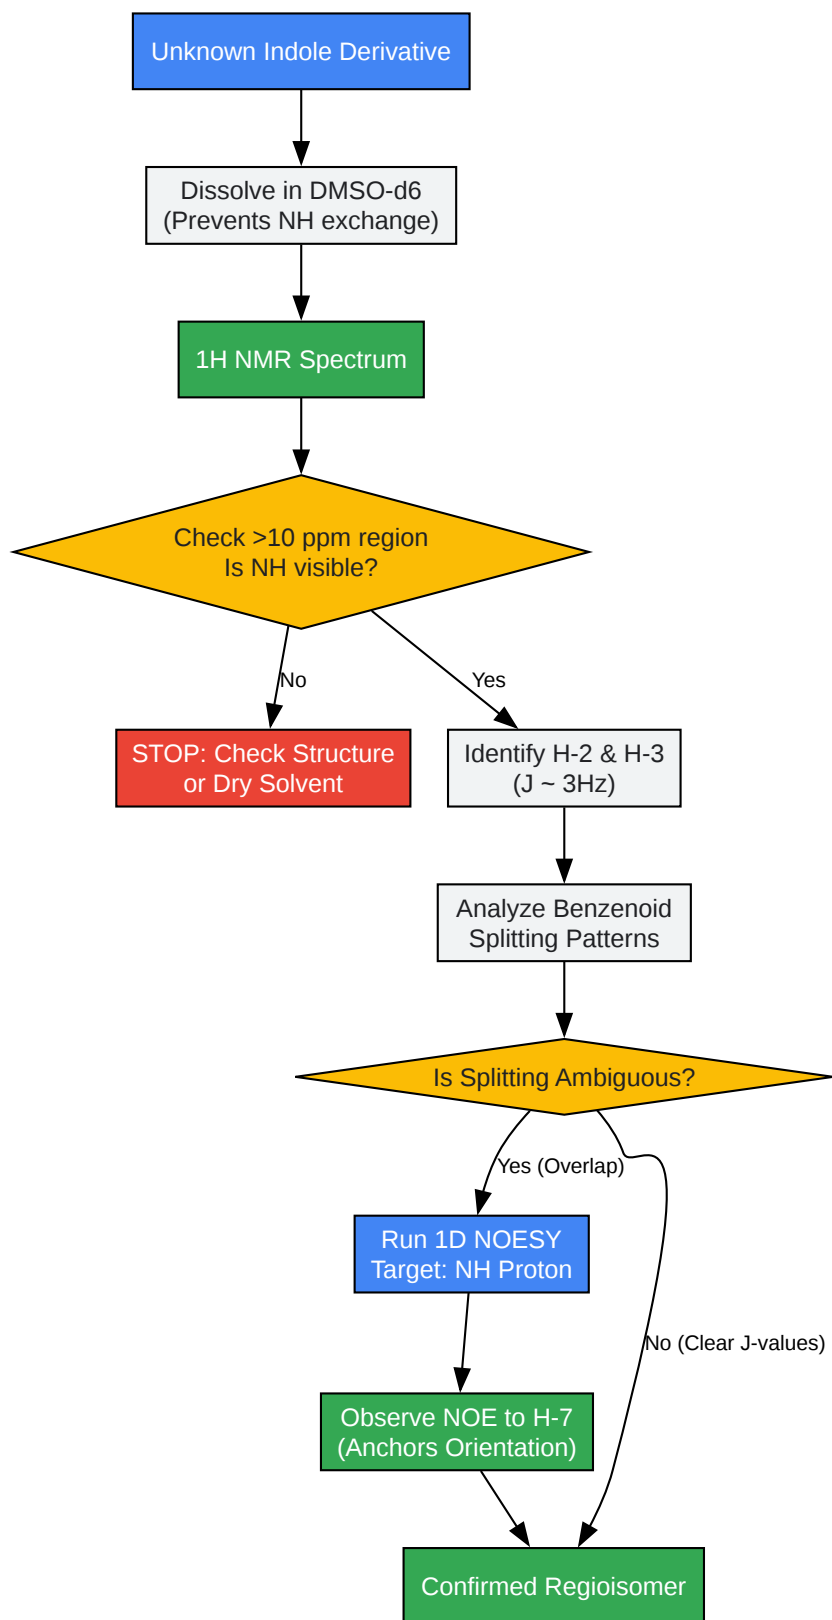 Unknown Indole Derivative
Dissolve in DMSO-d6
(Prevents NH exchange)
1H NMR Spectrum
Check >10 ppm region
Is NH visible?
No
Yes
STOP: Check Structure
or Dry Solvent
Identify H-2 & H-3
(J ~ 3Hz)
Analyze Benzenoid
Splitting Patterns
Is Splitting Ambiguous?
Yes (Overlap)
Run 1D NOESY
Target: NH Proton
No (Clear J-values)
Observe NOE to H-7
(Anchors Orientation)
Confirmed Regioisomer